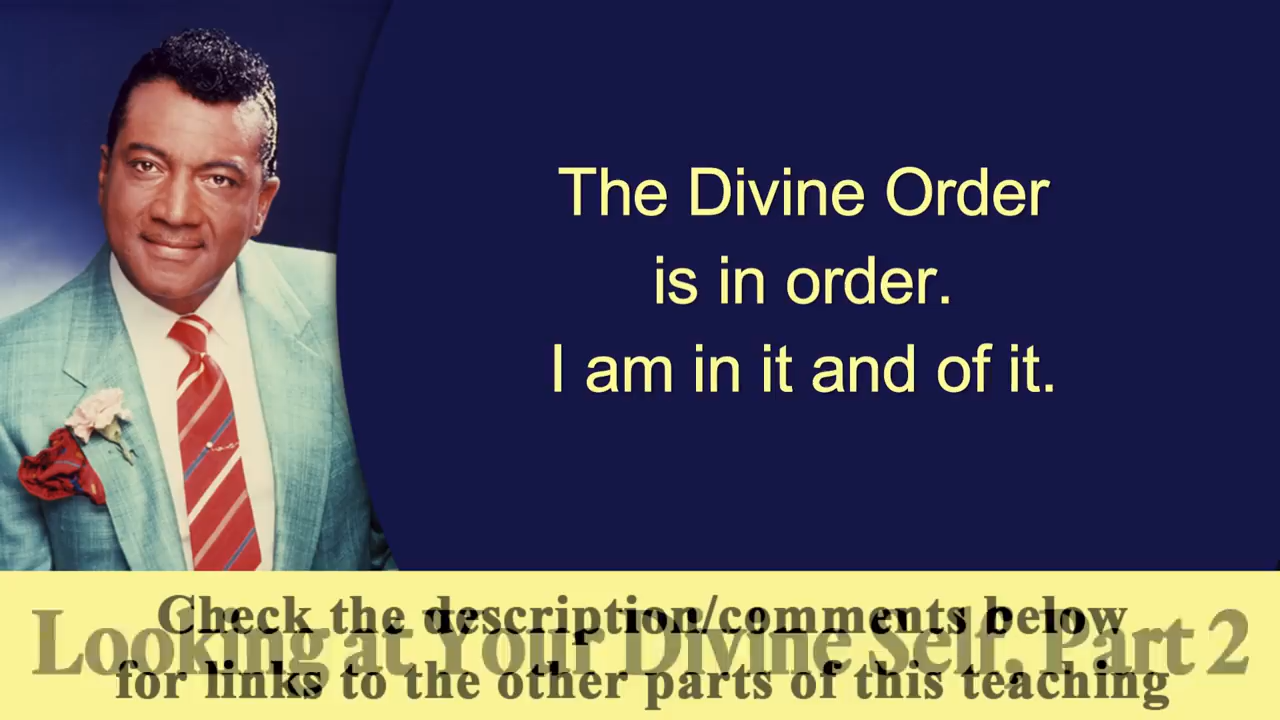 The Divine Order
is in order.
I am in it and of it.
Check the description/comments below
Looking at Your Divine Self, Part 2
for links to the other parts of this teaching